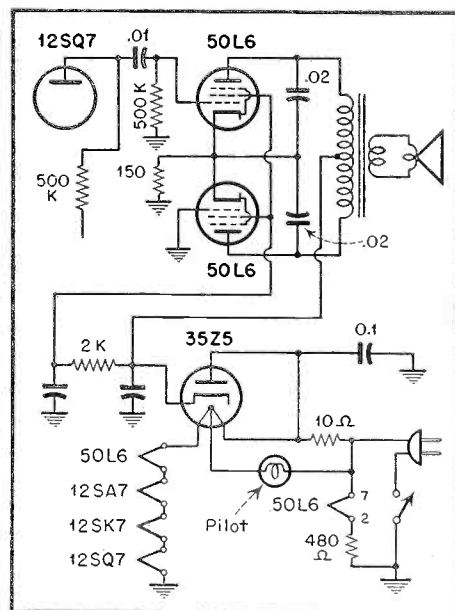 12SQ7
.01
50L6
500 K
.02
500
K
150
50L6
.02
2 K
35Z5
0.1
10 Ω
50L6
12SA7
12SK7
12SQ7
Pilot
50L6
7
2
480
Ω